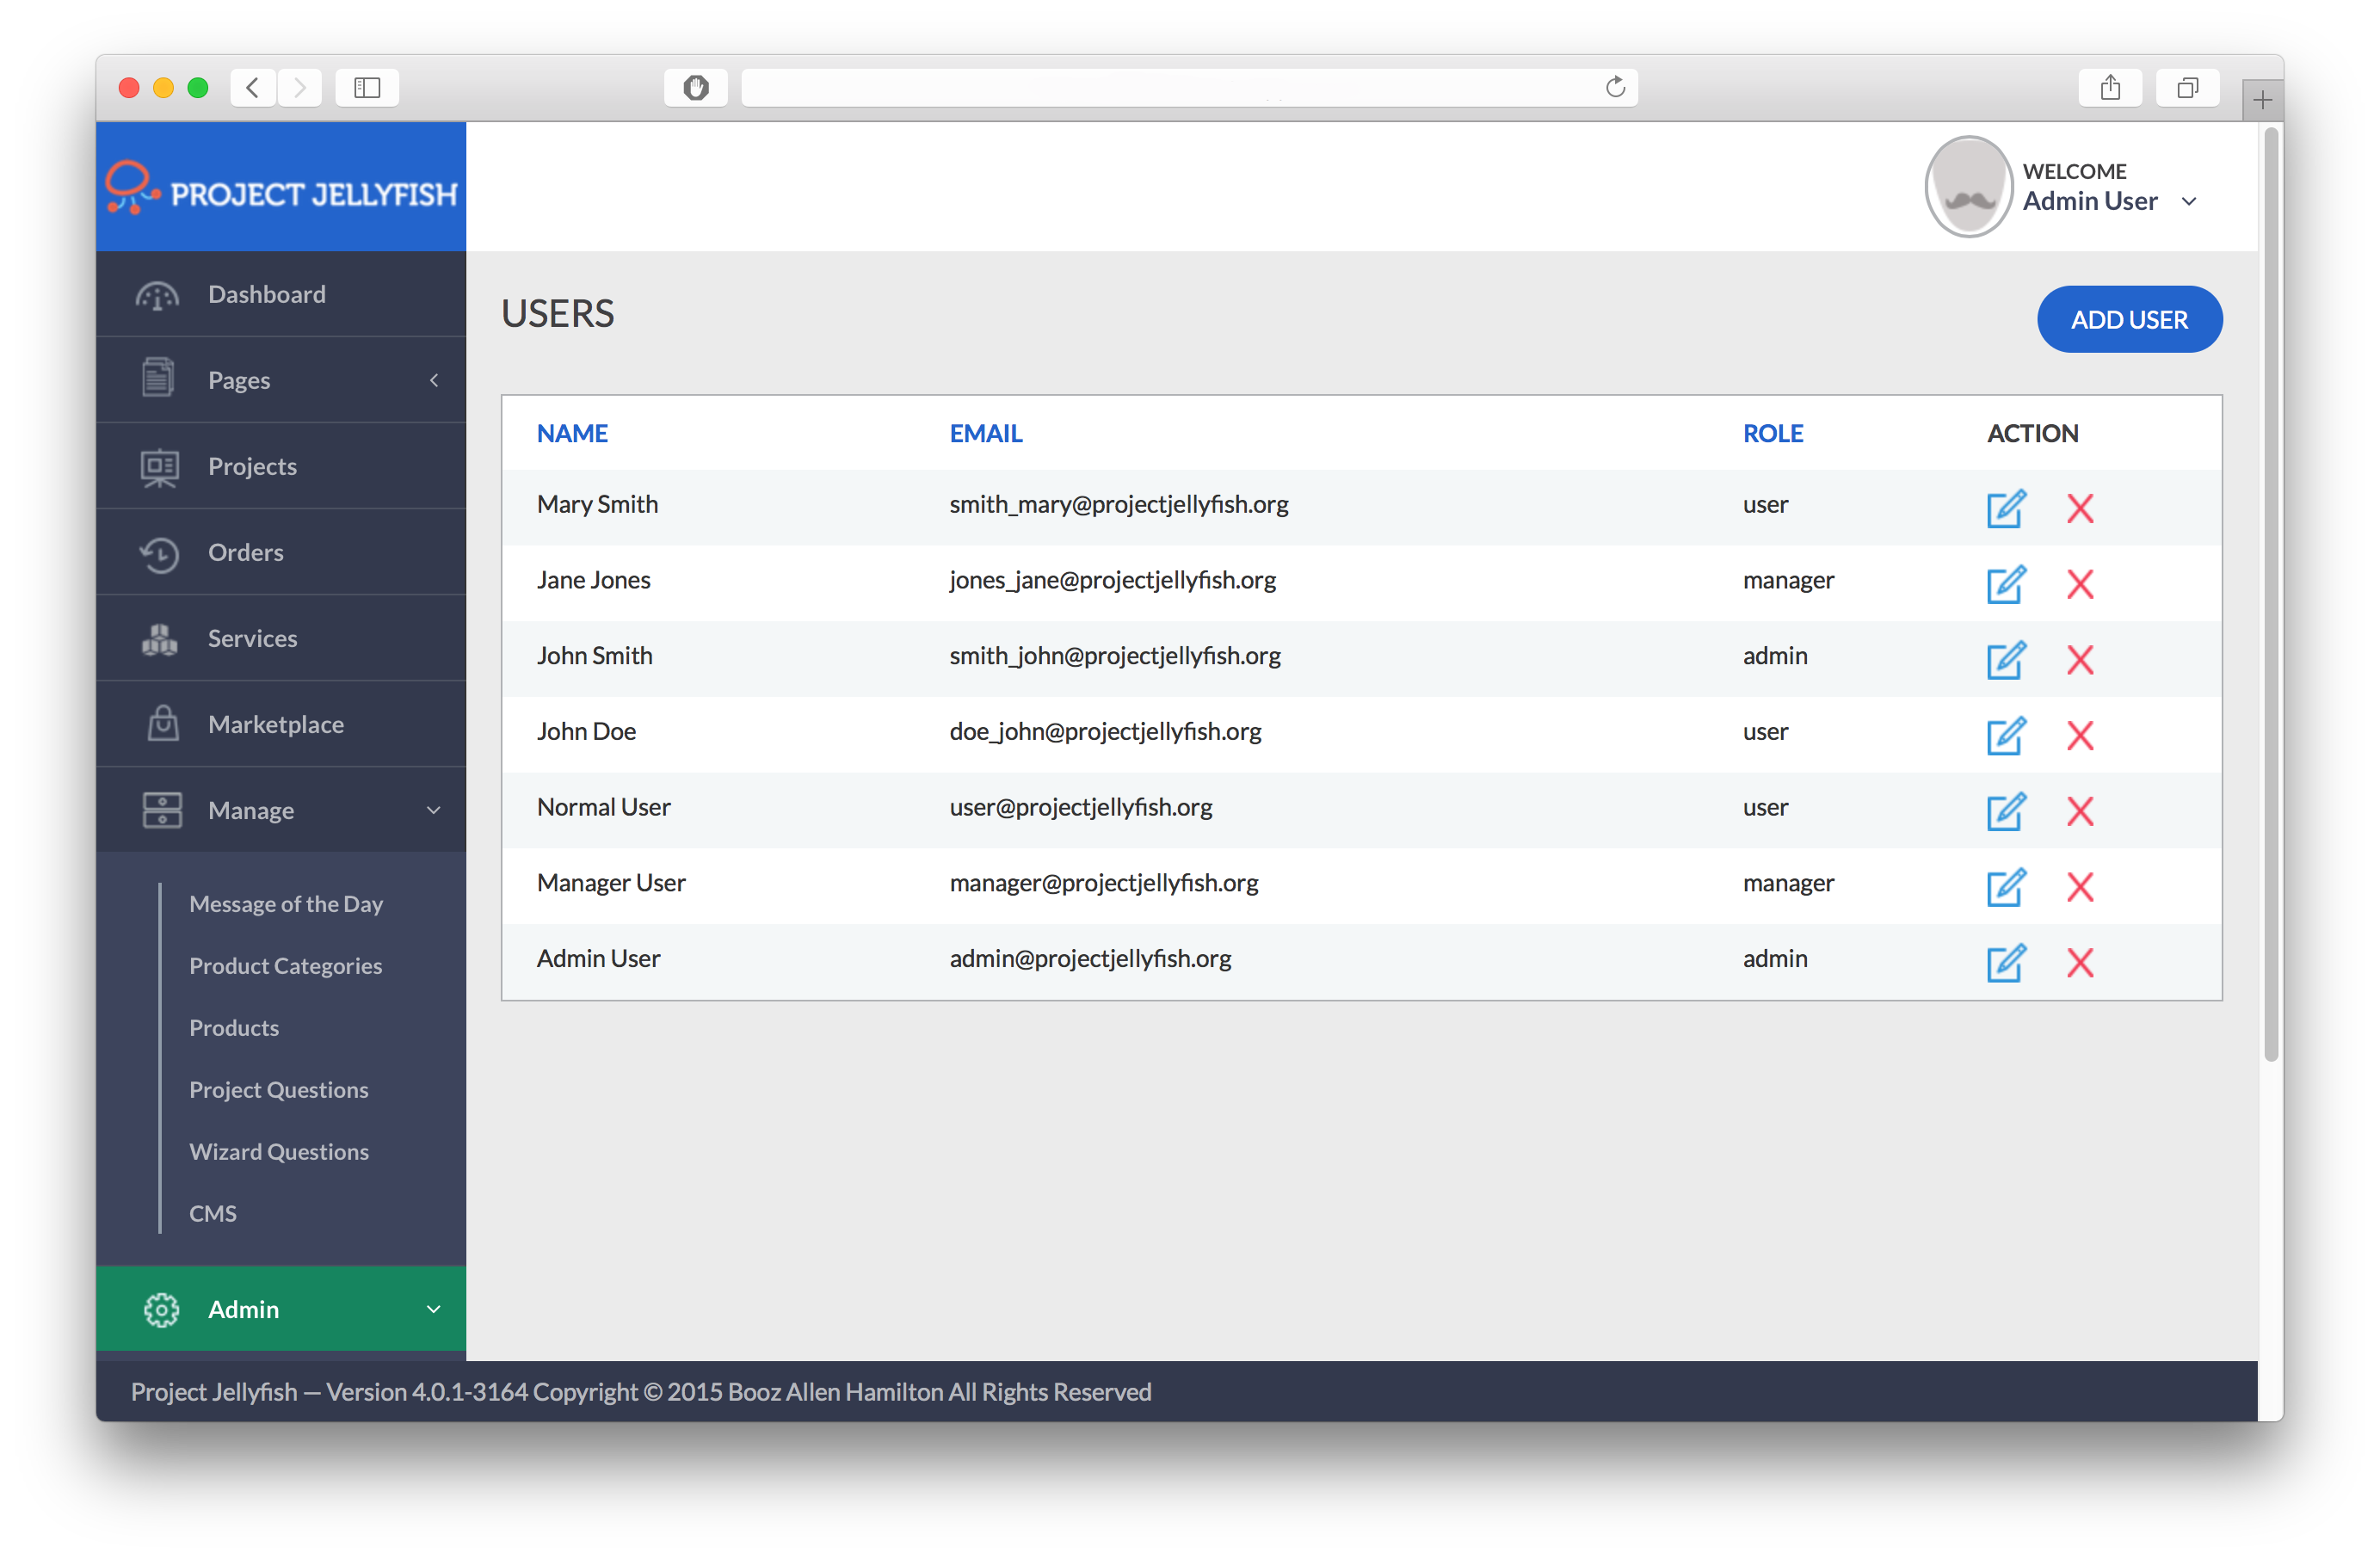 PROJECT JELLYFISH
WELCOME
Admin User
Dashboard
Pages
Projects
Orders
Services
Marketplace
Manage
Message of the Day
Product Categories
Products
Project Questions
Wizard Questions
CMS
Admin
USERS
ADD USER
NAME EMAIL ROLE ACTION
Mary Smith smith_mary@projectjellyfish.org user
Jane Jones jones_jane@projectjellyfish.org manager
John Smith smith_john@projectjellyfish.org admin
John Doe doe_john@projectjellyfish.org user
Normal User user@projectjellyfish.org user
Manager User manager@projectjellyfish.org manager
Admin User admin@projectjellyfish.org admin
Project Jellyfish — Version 4.0.1-3164 Copyright © 2015 Booz Allen Hamilton All Rights Reserved